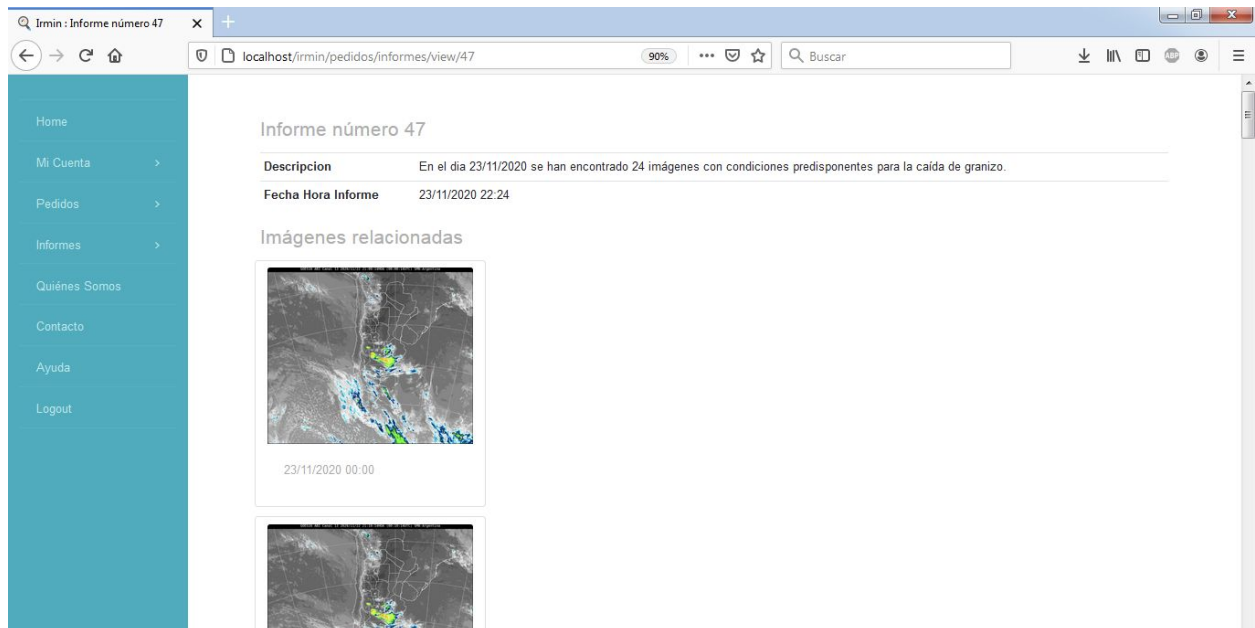 Irmin : Informe número 47
localhost/irmin/pedidos/informes/view/47
90%
Buscar
ABP
Home
Mi Cuenta
Pedidos
Informes
Quiénes Somos
Contacto
Ayuda
Logout
Informe número 47
Descripcion En el dia 23/11/2020 se han encontrado 24 imágenes con condiciones predisponentes para la caída de granizo.
Fecha Hora Informe 23/11/2020 22:24
Imágenes relacionadas
23/11/2020 00:00